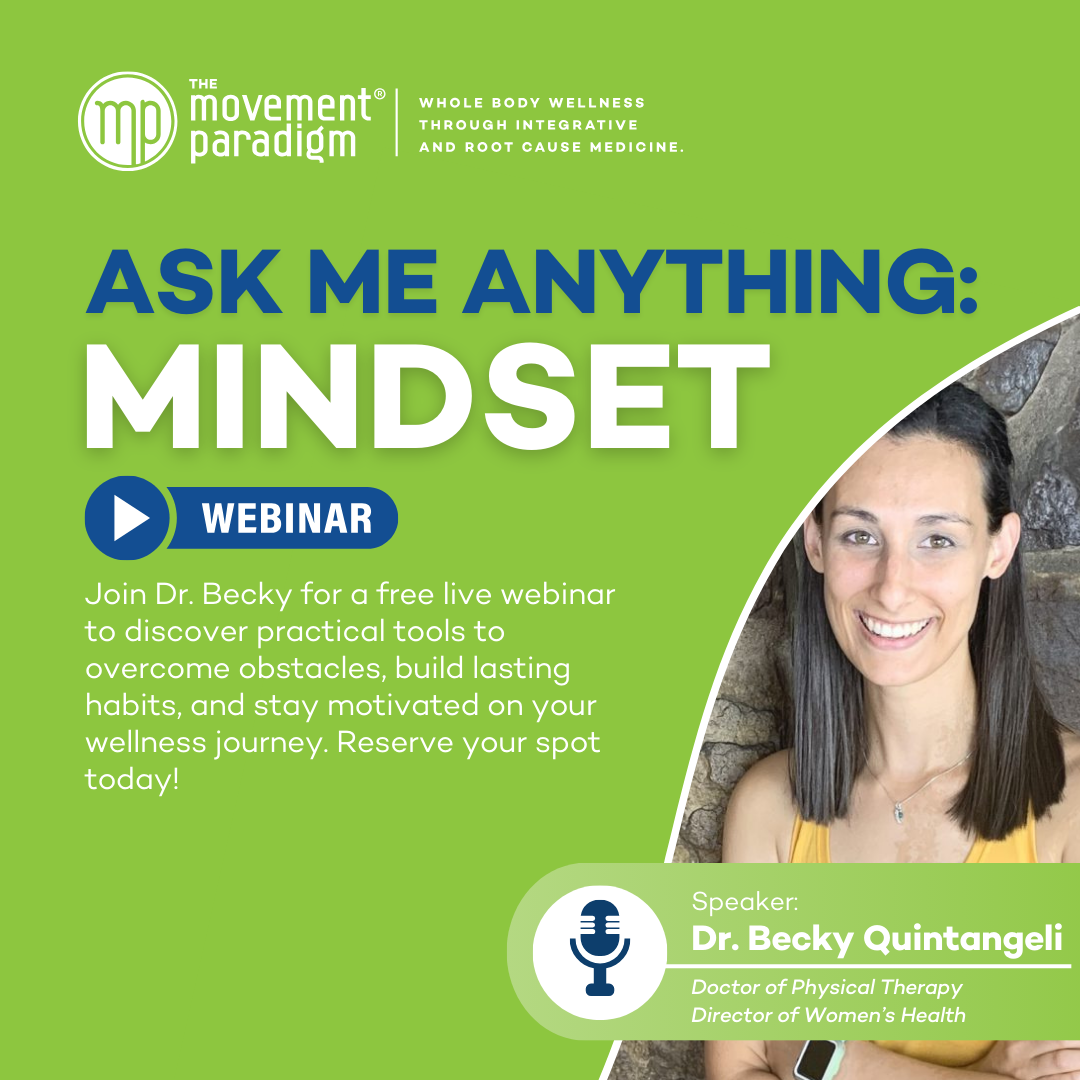 mp
THE
movement®
paradigm
WHOLE BODY WELLNESS
THROUGH INTEGRATIVE
AND ROOT CAUSE MEDICINE.
ASK ME ANYTHING:
MINDSET
WEBINAR
Join Dr. Becky for a free live webinar
to discover practical tools to
overcome obstacles, build lasting
habits, and stay motivated on your
wellness journey. Reserve your spot
today!
Speaker:
Dr. Becky Quintangeli
Doctor of Physical Therapy
Director of Women's Health